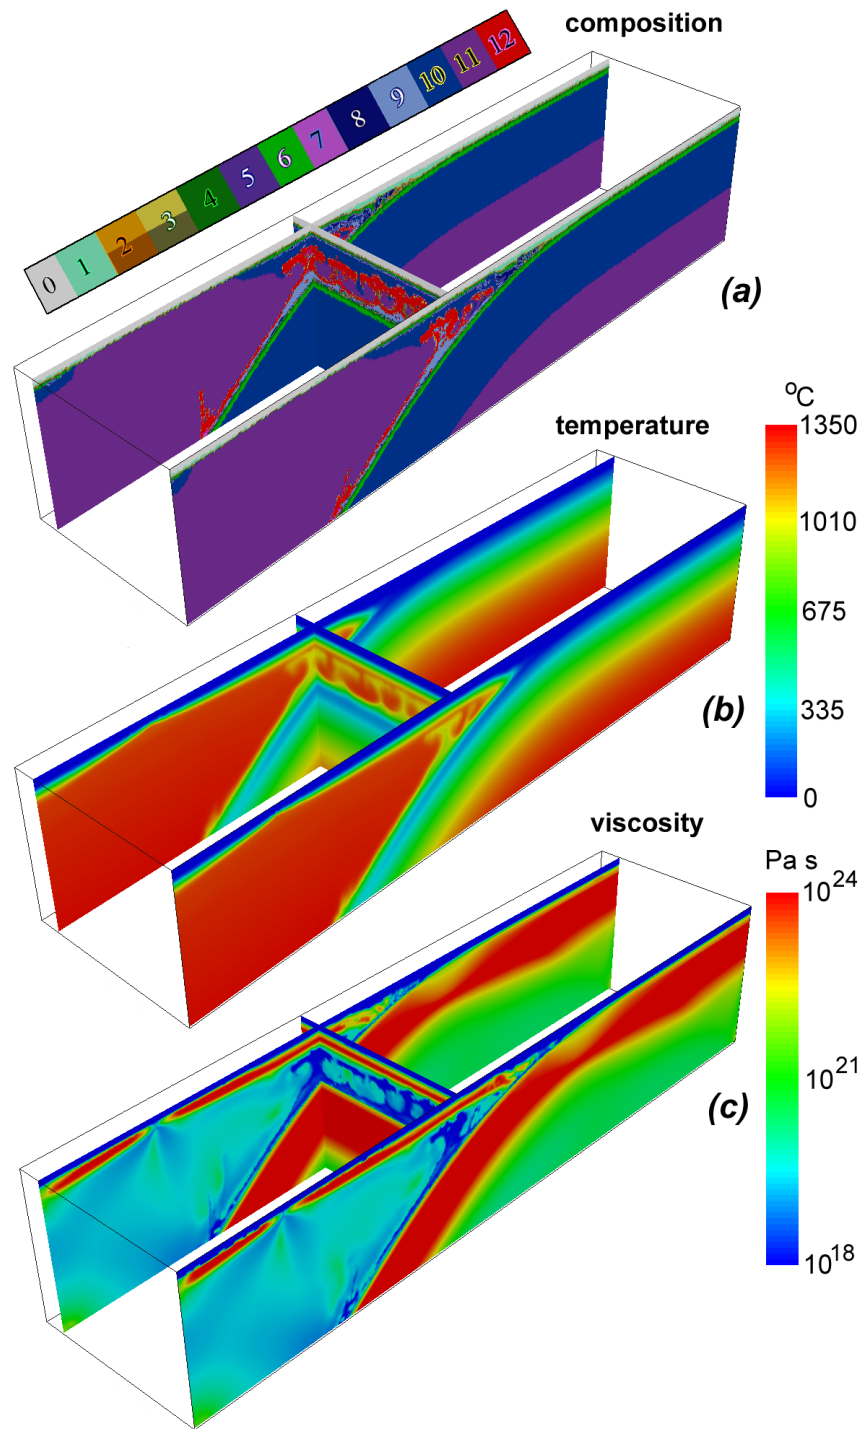 composition
0 1 2 3 4 5 6 7 8 9 10 11 12
(a)
°C
temperature
1350
1010
675
335
0
(b)
viscosity
Pa s
10^24
10^21
10^18
(c)